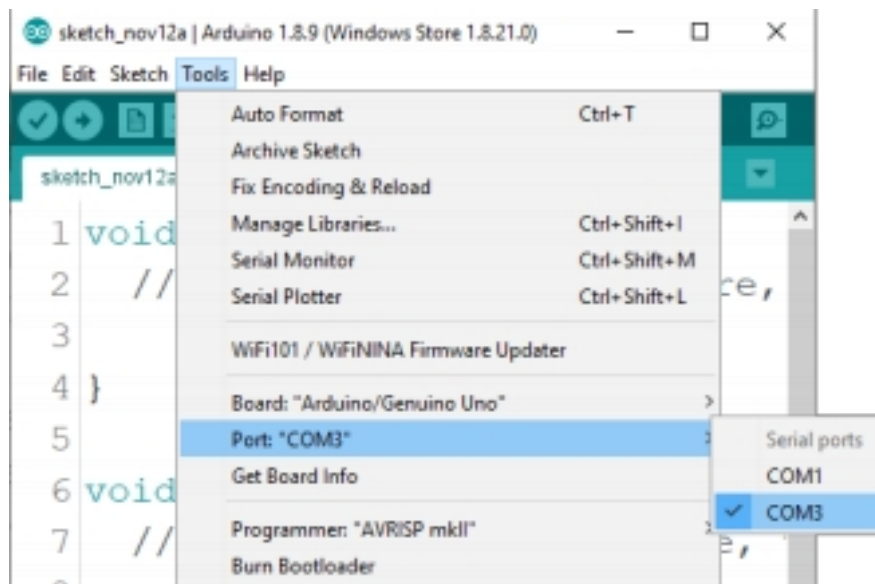 sketch_nov12a | Arduino 1.8.9 (Windows Store 1.8.21.0)
File Edit Sketch Tools Help
sketch_nov12a
Auto Format Ctrl+T
Archive Sketch
Fix Encoding & Reload
Manage Libraries... Ctrl+Shift+I
Serial Monitor Ctrl+Shift+M
Serial Plotter Ctrl+Shift+L
WiFi101 / WiFiNINA Firmware Updater
Board: "Arduino/Genuino Uno"
Port: "COM3"
Get Board Info
Programmer: "AVRISP mkII"
Burn Bootloader
Serial ports
COM1
COM3
1 void
2 // re,
3
4 }
5
6 void
7 //